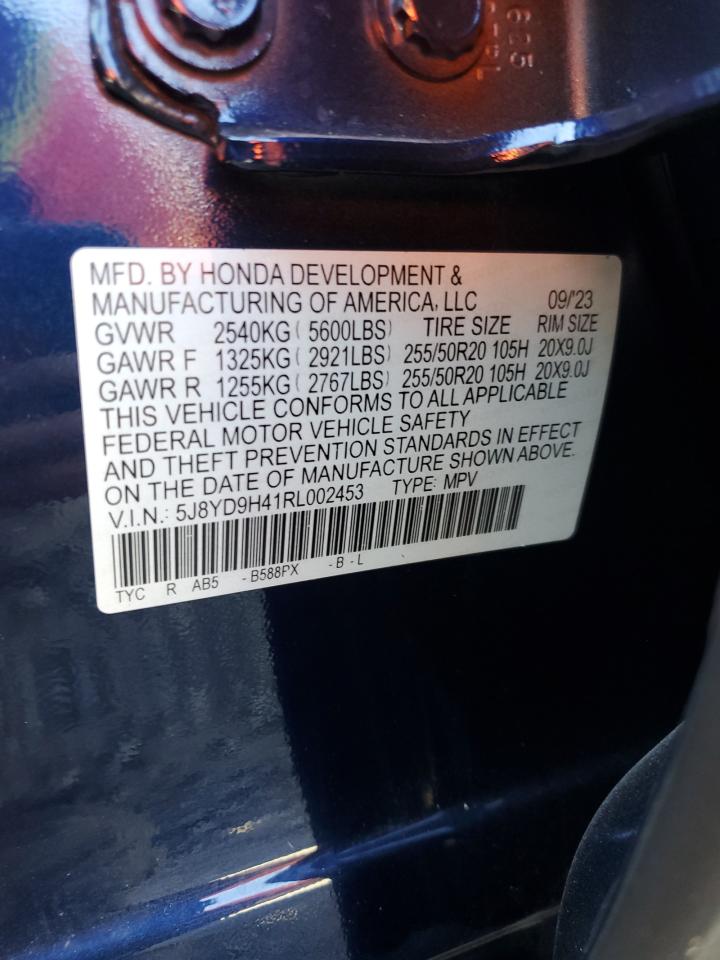 625
MFD. BY HONDA DEVELOPMENT &
MANUFACTURING OF AMERICA, LLC 09/'23
GVWR 2540KG ( 5600LBS) TIRE SIZE RIM SIZE
GAWR F 1325KG ( 2921LBS) 255/50R20 105H 20X9.0J
GAWR R 1255KG ( 2767LBS) 255/50R20 105H 20X9.0J
THIS VEHICLE CONFORMS TO ALL APPLICABLE
FEDERAL MOTOR VEHICLE SAFETY
AND THEFT PREVENTION STANDARDS IN EFFECT
ON THE DATE OF MANUFACTURE SHOWN ABOVE.
V.I.N.: 5J8YD9H41RL002453 TYPE: MPV
TYC R AB5 - B588PX - B - L